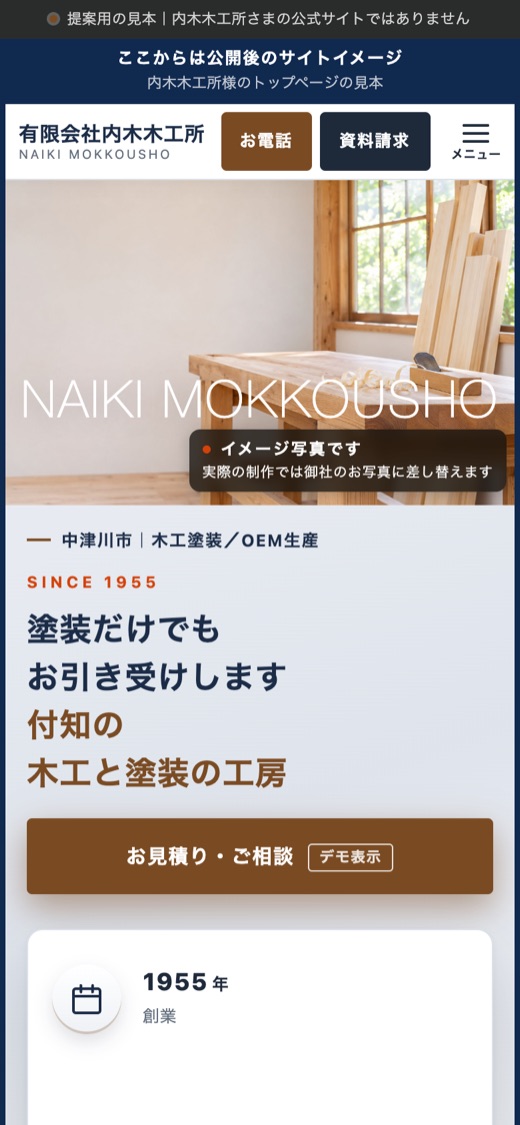 提案用の見本｜内木木工所さまの公式サイトではありません
ここからは公開後のサイトイメージ
内木木工所様のトップページの見本
有限会社内木木工所
NAIKI MOKKOUSHO
お電話
資料請求
メニュー
NAIKI MOKKOUSHO
イメージ写真です
実際の制作では御社のお写真に差し替えます
中津川市｜木工塗装／OEM生産
SINCE 1955
塗装だけでも
お引き受けします
付知の
木工と塗装の工房
お見積り・ご相談 デモ表示
1955年
創業